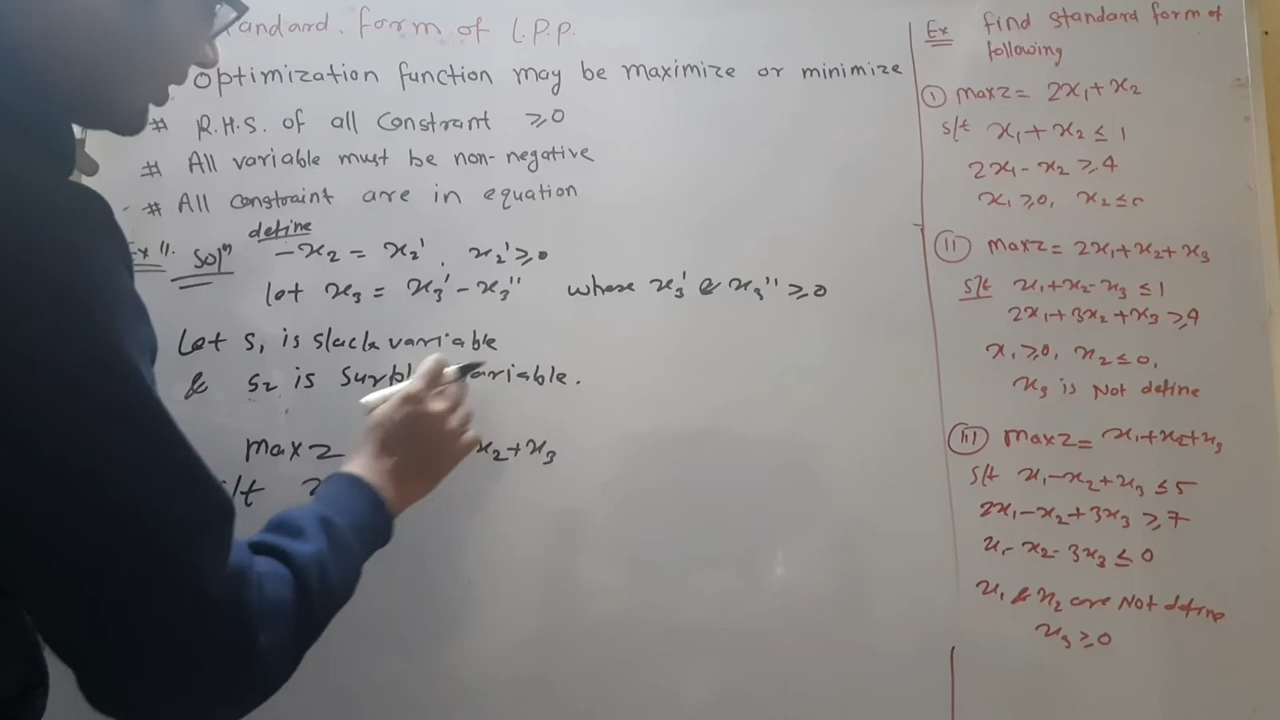 tandard. form of L.P.P.
optimization function may be maximize or minimize
# R.H.S. of all constrant ≥0
# All variable must be non-negative
# All constraint are in equation
define
Ex 11. Solⁿ -x₂ = x₂' , x₂' ≥0
let x₃ = x₃' - x₃'' where x₃' & x₃'' ≥0
Let s₁ is slack variable
& s₂ is surpl variable.
max z x₂+x₃
/t
Ex find standard form of
following
(I) max z = 2x₁+x₂
s/t x₁+x₂ ≤ 1
2x₁-x₂ ≥ 4
x₁ ≥0, x₂ ≤0
(II) max z = 2x₁+x₂+x₃
s/t x₁+x₂-x₃ ≤ 1
2x₁+3x₂+x₃ ≥4
x₁ ≥0, x₂ ≤0,
x₃ is Not define
(III) max z = x₁+x₂+x₃
s/t x₁-x₂+x₃ ≤5
2x₁-x₂+3x₃ ≥7
x₁-x₂-3x₃ ≤ 0
x₁ & x₂ are Not define
x₃ ≥0